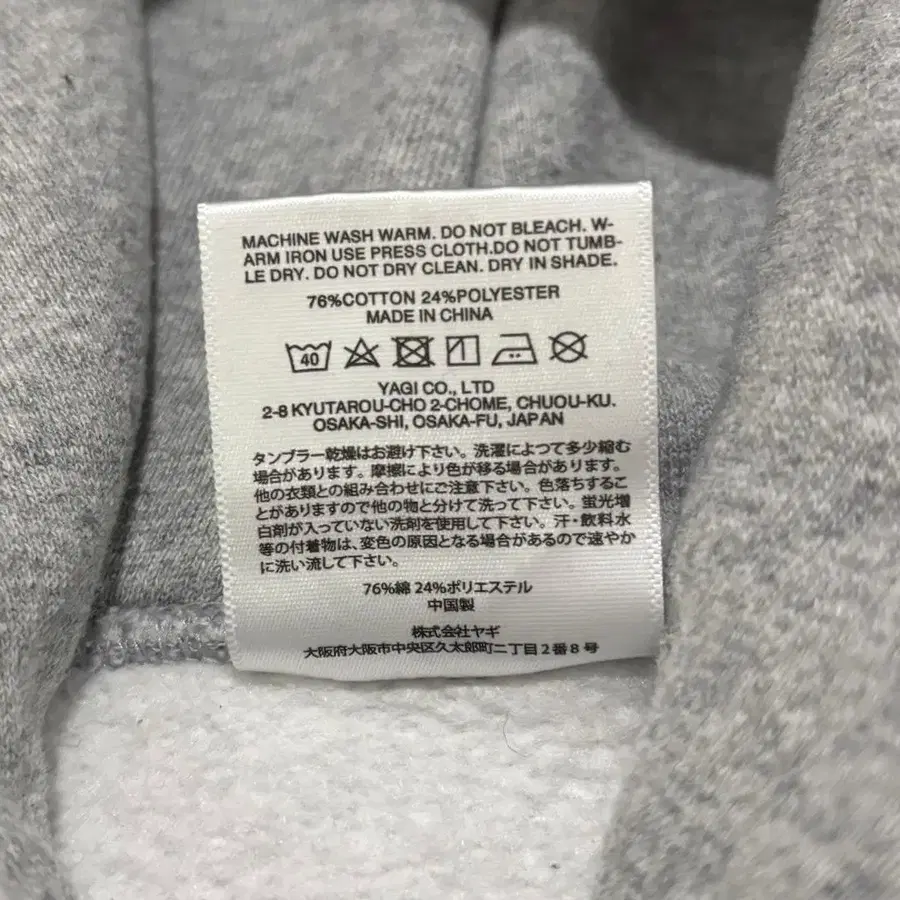 MACHINE WASH WARM. DO NOT BLEACH. W-
ARM IRON USE PRESS CLOTH.DO NOT TUMB-
LE DRY. DO NOT DRY CLEAN. DRY IN SHADE.
76%COTTON 24%POLYESTER
MADE IN CHINA
40
YAGI CO., LTD
2-8 KYUTAROU-CHO 2-CHOME, CHUOU-KU.
OSAKA-SHI, OSAKA-FU, JAPAN
タンブラー乾燥はお避け下さい。洗濯によつて多少縮む
場合があります。摩擦により色が移る場合があります。
他の衣類との組み合わせにご注意下さい。色落ちするこ
とがありますので他の物と分けて洗って下さい。蛍光増
白剤が入っていない洗剤を使用して下さい。汗・飲料水
等の付着物は、変色の原因となる場合があるので速やか
に洗い流して下さい。
76%綿 24%ポリエステル
中国製
株式会社ヤギ
大阪府大阪市中央区久太郎町二丁目2番8号